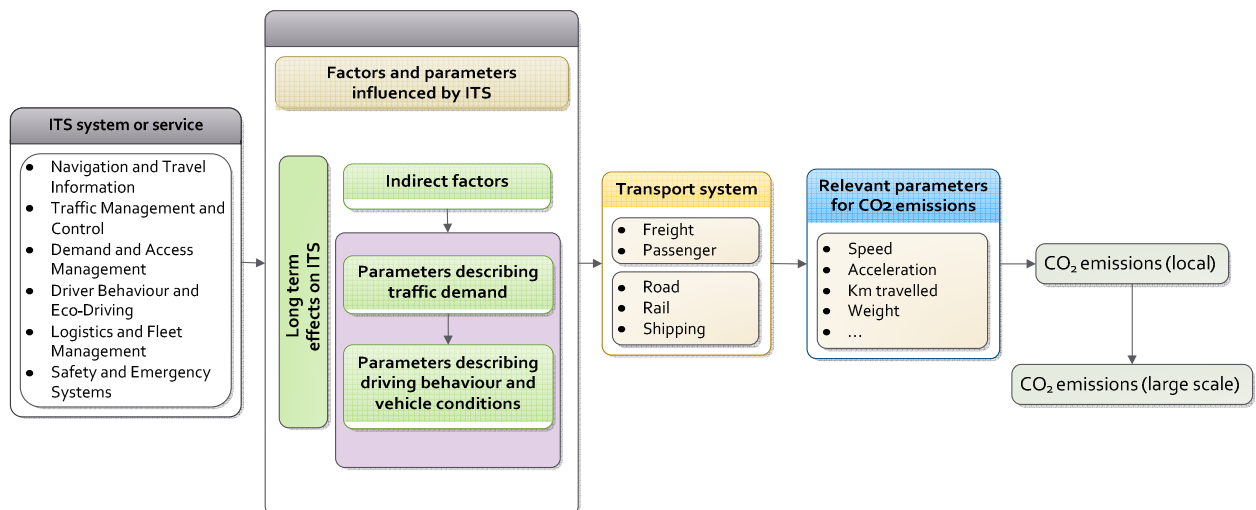 ITS system or service
● Navigation and Travel
Information
● Traffic Management and
Control
● Demand and Access
Management
● Driver Behaviour and
Eco-Driving
● Logistics and Fleet
Management
● Safety and Emergency
Systems
Factors and parameters
influenced by ITS
Long term
effects on ITS
Indirect factors
Parameters describing
traffic demand
Parameters describing
driving behaviour and
vehicle conditions
Transport system
● Freight
● Passenger
● Road
● Rail
● Shipping
Relevant parameters
for CO2 emissions
● Speed
● Acceleration
● Km travelled
● Weight
● ...
CO₂ emissions (local)
CO₂ emissions (large scale)